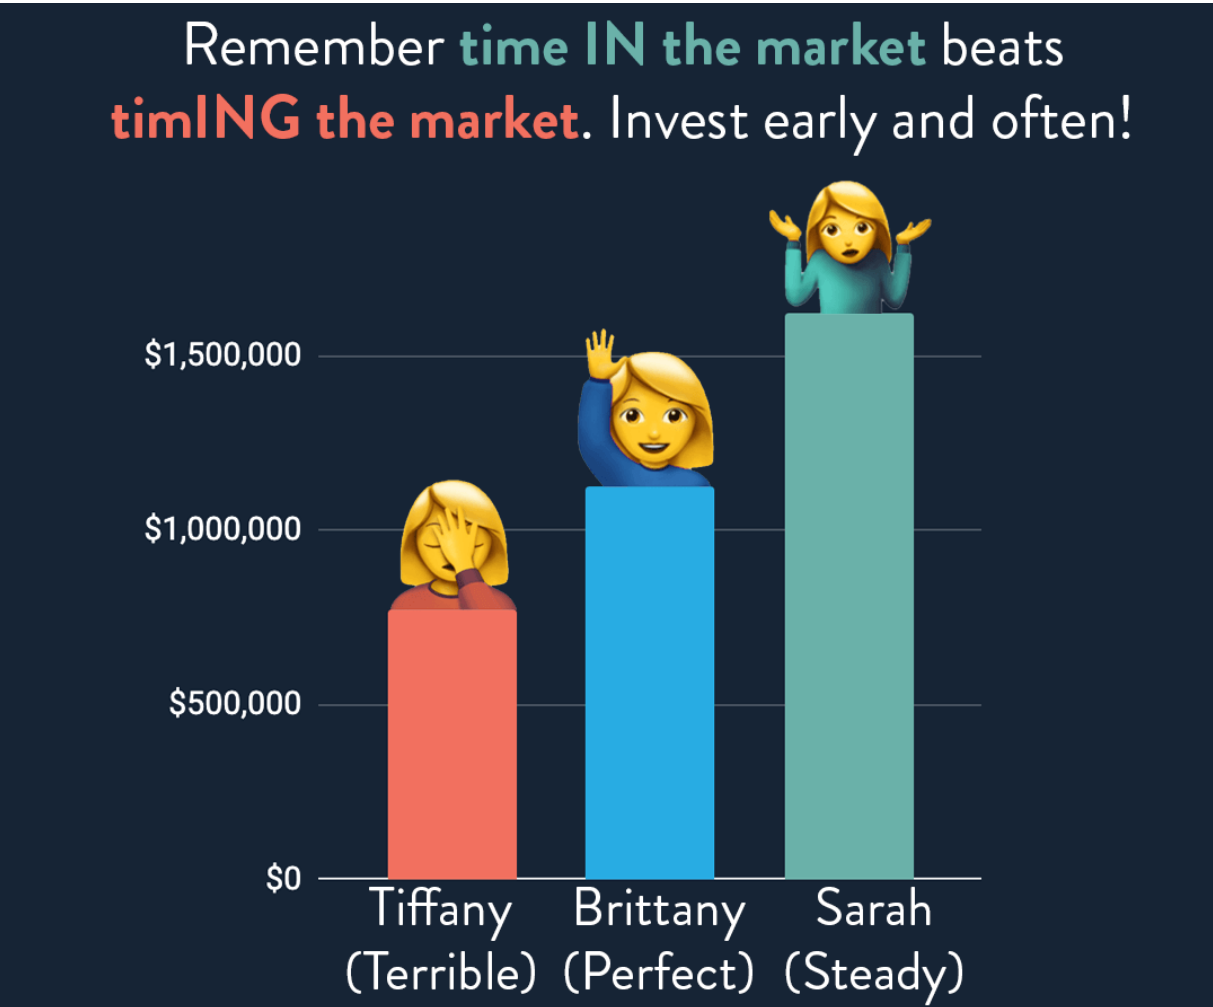 Remember time IN the market beats
timING the market. Invest early and often!
$1,500,000
$1,000,000
$500,000
$0
Tiffany Brittany Sarah
(Terrible) (Perfect) (Steady)